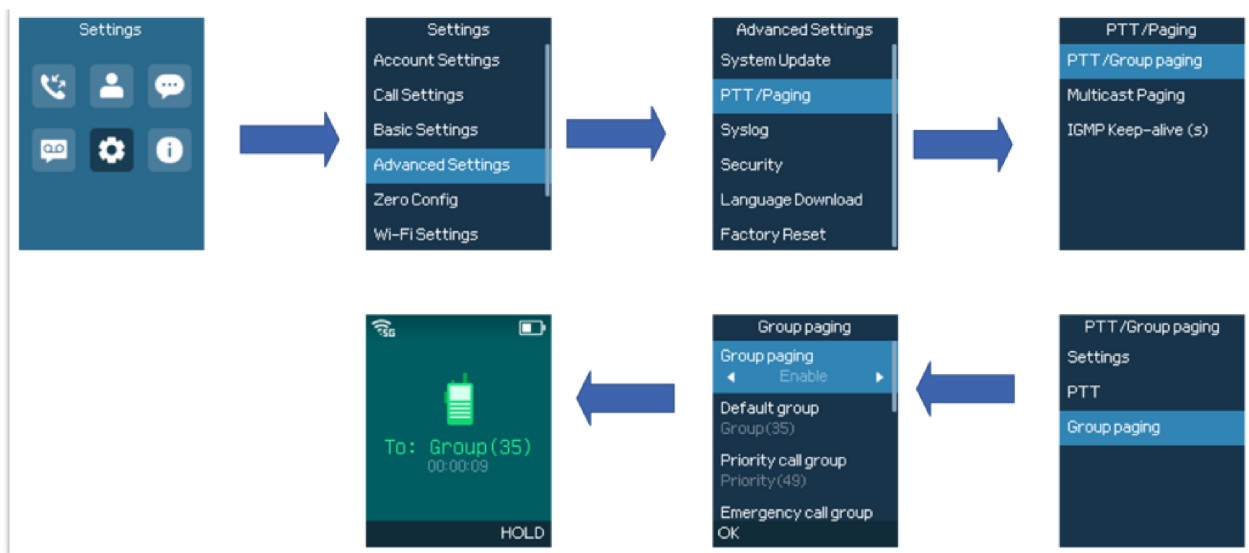 Settings
Settings
Account Settings
Call Settings
Basic Settings
Advanced Settings
Zero Config
Wi-Fi Settings
Advanced Settings
System Update
PTT/Paging
Syslog
Security
Language Download
Factory Reset
PTT/Paging
PTT/Group paging
Multicast Paging
IGMP Keep-alive (s)
5G
To: Group(35)
00:00:09
HOLD
Group paging
Group paging
Enable
Default group
Group(35)
Priority call group
Priority(49)
Emergency call group
OK
PTT/Group paging
Settings
PTT
Group paging